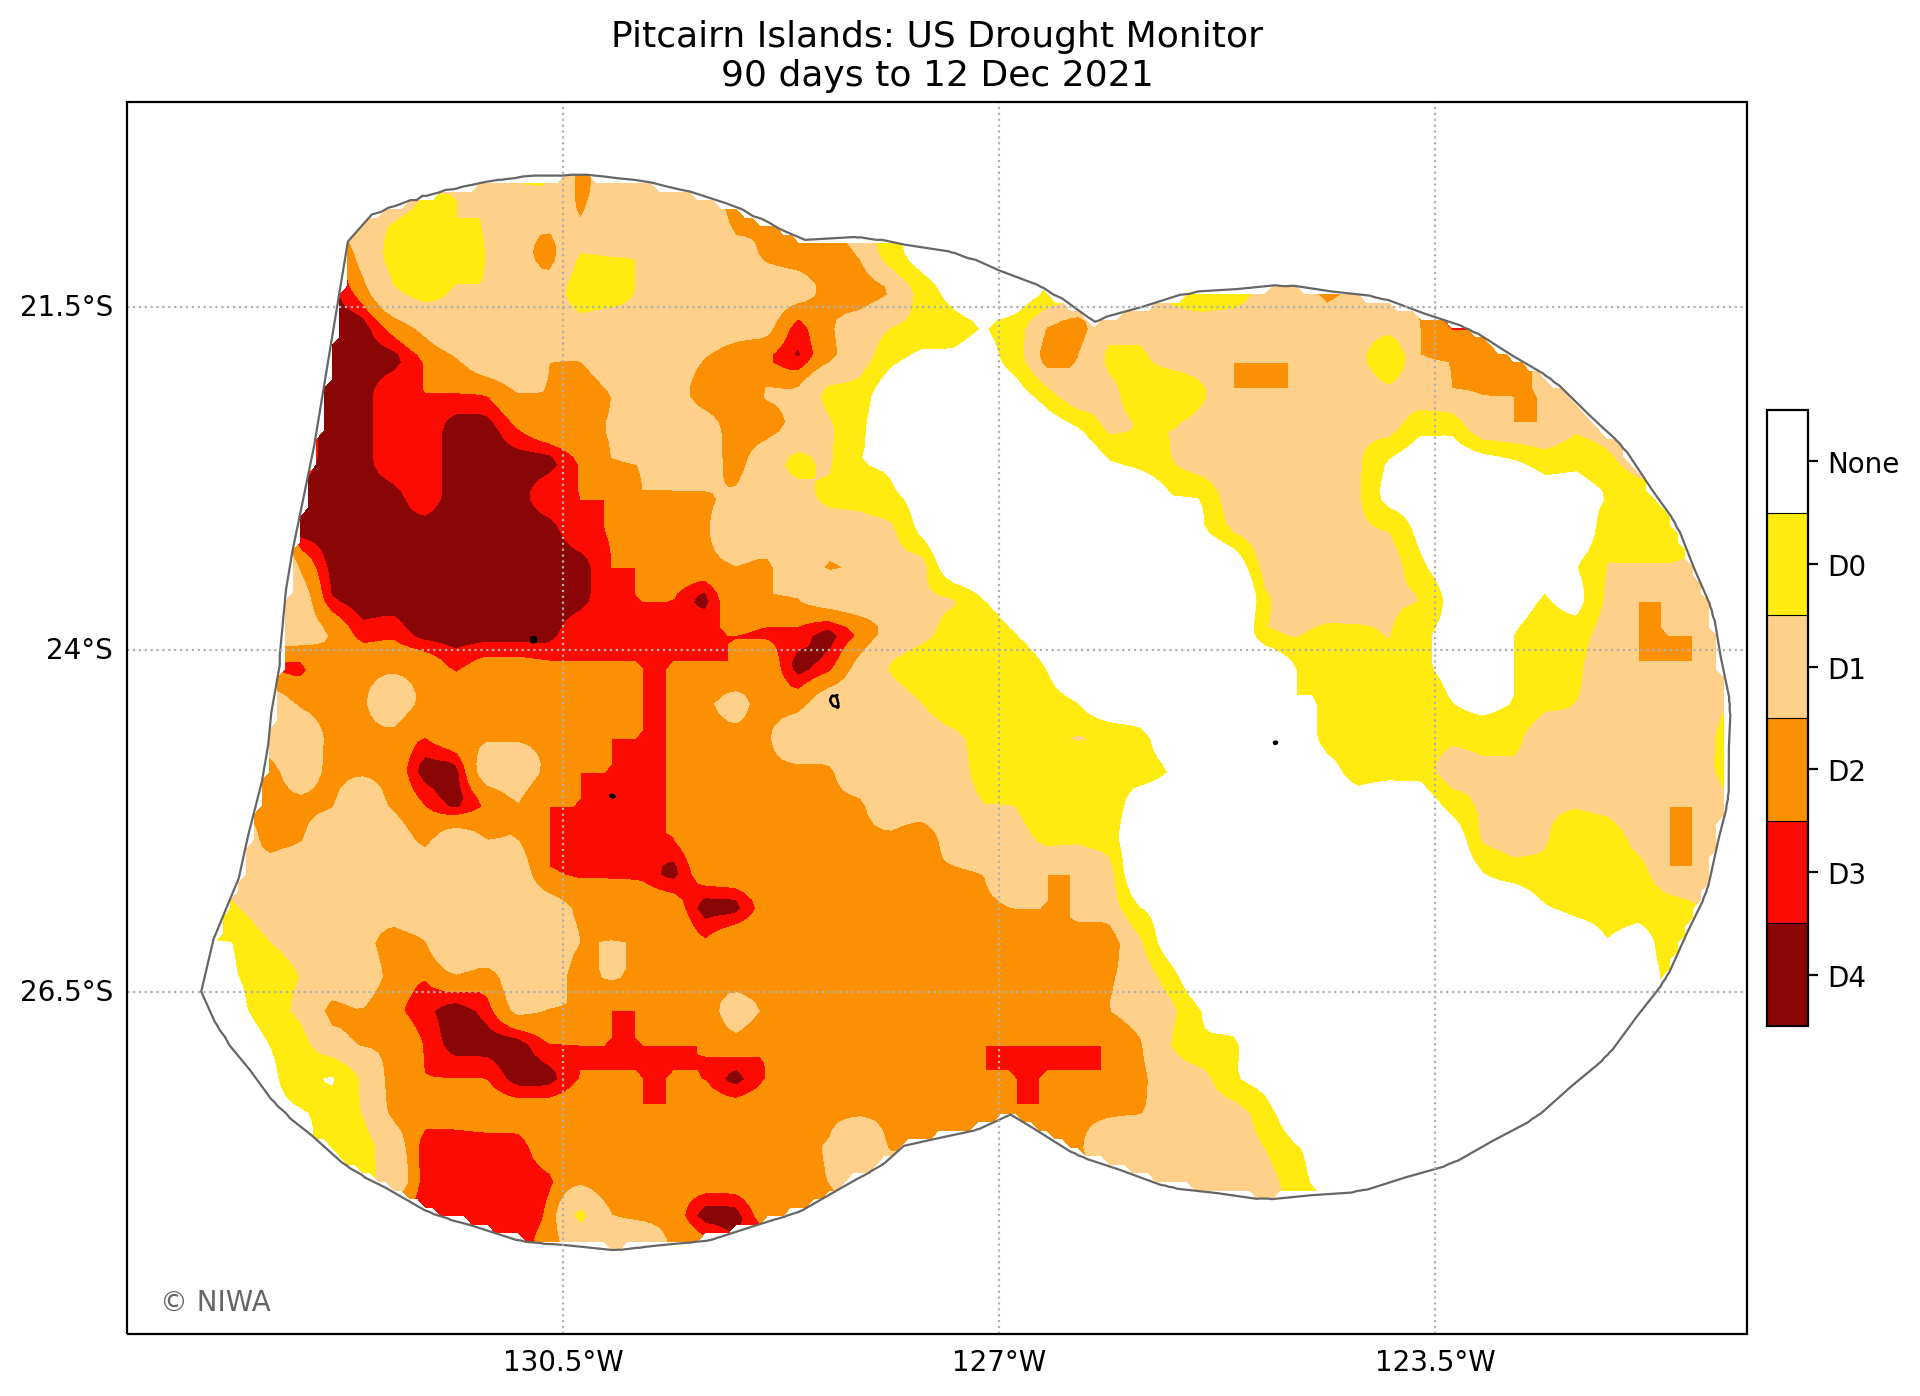 Pitcairn Islands: US Drought Monitor
90 days to 12 Dec 2021
21.5°S
24°S
26.5°S
130.5°W
127°W
123.5°W
None
D0
D1
D2
D3
D4
© NIWA